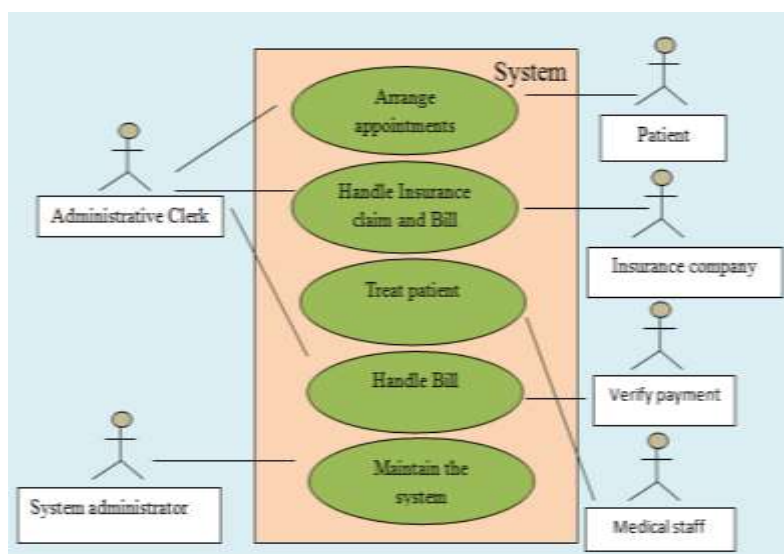 System
Arrange
appointments
Patient
Administrative Clerk
Handle Insurance
claim and Bill
Insurance company
Treat patient
Handle Bill
Verify payment
System administrator
Maintain the
system
Medical staff